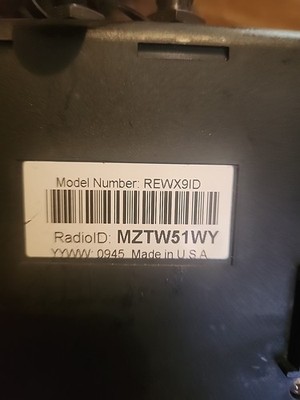 Model Number: REWX9ID
RadioID: MZTW51WY
YYWW: 0945 Made in U.S.A